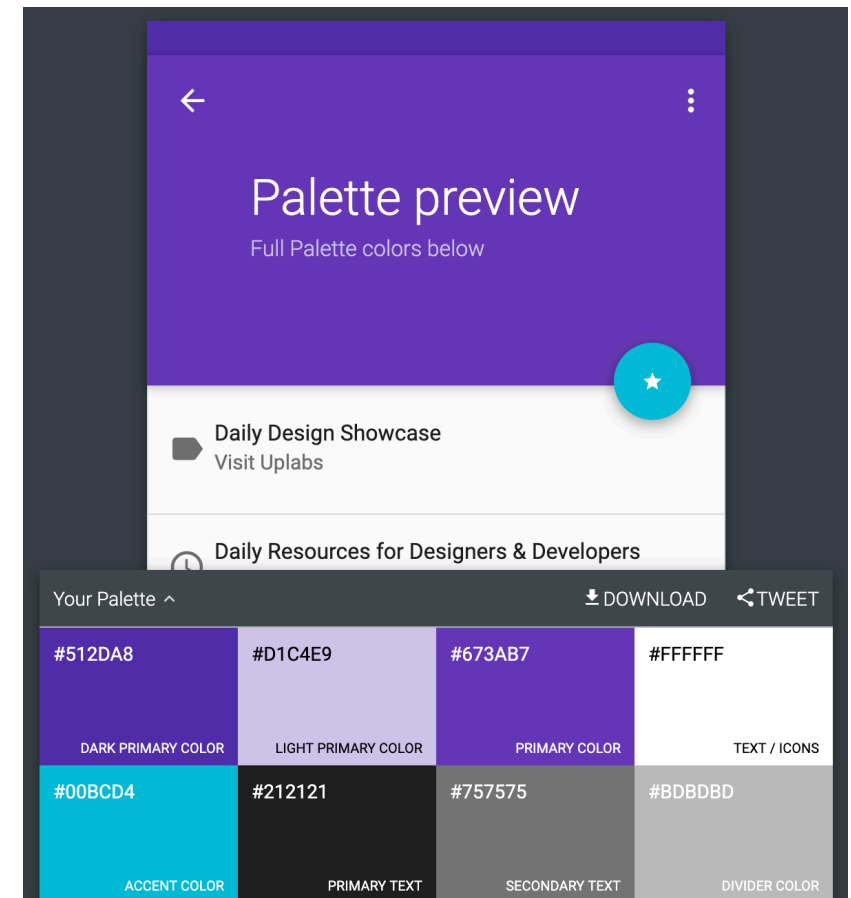 Palette preview
Full Palette colors below
Daily Design Showcase
Visit Uplabs
Daily Resources for Designers & Developers
Your Palette
DOWNLOAD
TWEET
#512DA8
#D1C4E9
#673AB7
#FFFFFF
DARK PRIMARY COLOR
LIGHT PRIMARY COLOR
PRIMARY COLOR
TEXT / ICONS
#00BCD4
#212121
#757575
#BDBDBD
ACCENT COLOR
PRIMARY TEXT
SECONDARY TEXT
DIVIDER COLOR